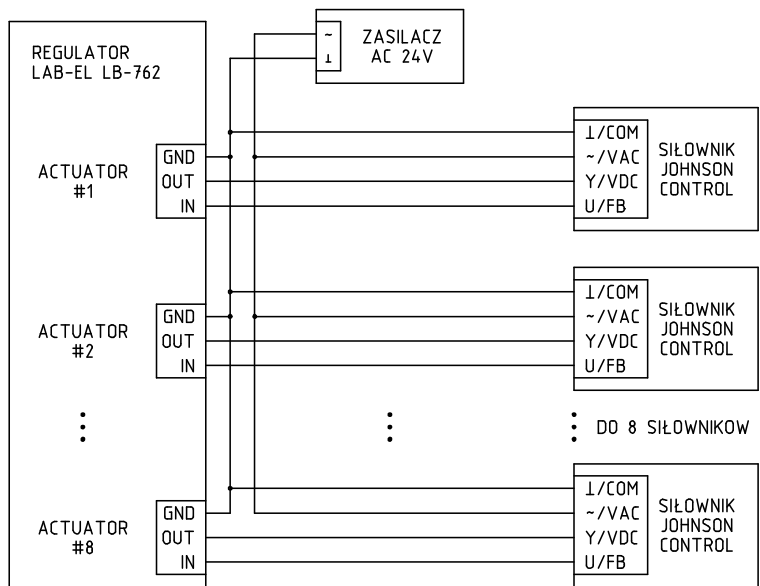 REGULATOR
LAB-EL LB-762
~
⊥
ZASILACZ
AC 24V
ACTUATOR
#1
GND
OUT
IN
⊥/COM
~/VAC
Y/VDC
U/FB
SIŁOWNIK
JOHNSON
CONTROL
ACTUATOR
#2
GND
OUT
IN
⊥/COM
~/VAC
Y/VDC
U/FB
SIŁOWNIK
JOHNSON
CONTROL
DO 8 SIŁOWNIKOW
ACTUATOR
#8
GND
OUT
IN
⊥/COM
~/VAC
Y/VDC
U/FB
SIŁOWNIK
JOHNSON
CONTROL